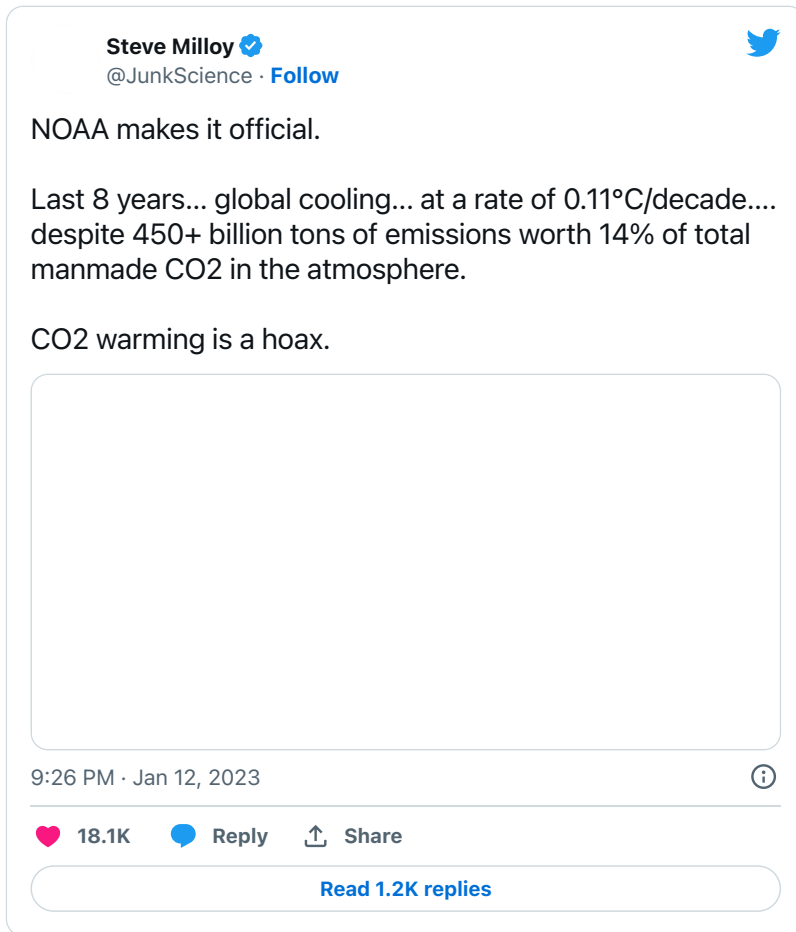 Steve Milloy
@JunkScience · Follow
NOAA makes it official.
Last 8 years... global cooling... at a rate of 0.11°C/decade....
despite 450+ billion tons of emissions worth 14% of total
manmade CO2 in the atmosphere.
CO2 warming is a hoax.
9:26 PM · Jan 12, 2023
18.1K Reply Share
Read 1.2K replies